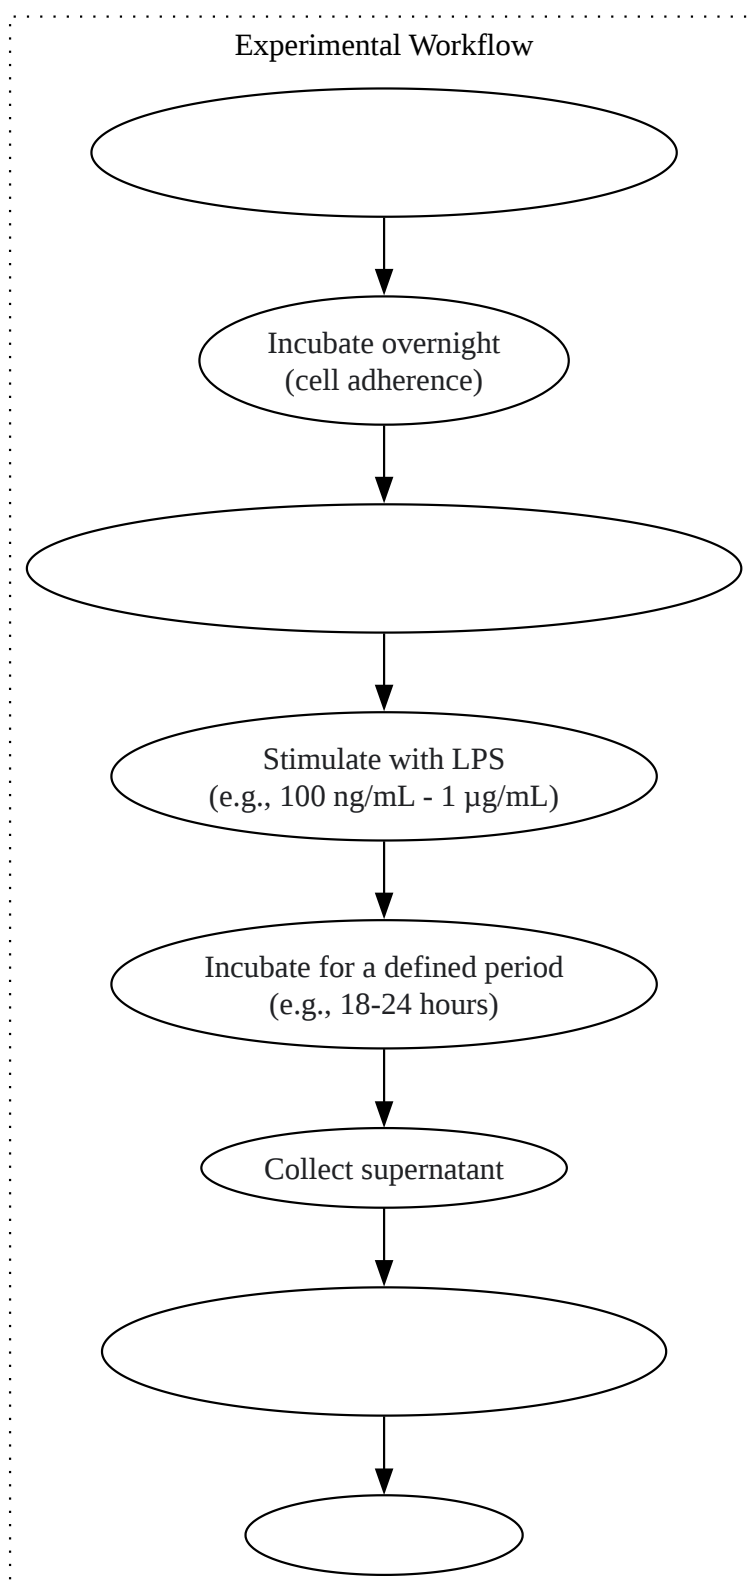 Experimental Workflow
Incubate overnight
(cell adherence)
Stimulate with LPS
(e.g., 100 ng/mL - 1 µg/mL)
Incubate for a defined period
(e.g., 18-24 hours)
Collect supernatant